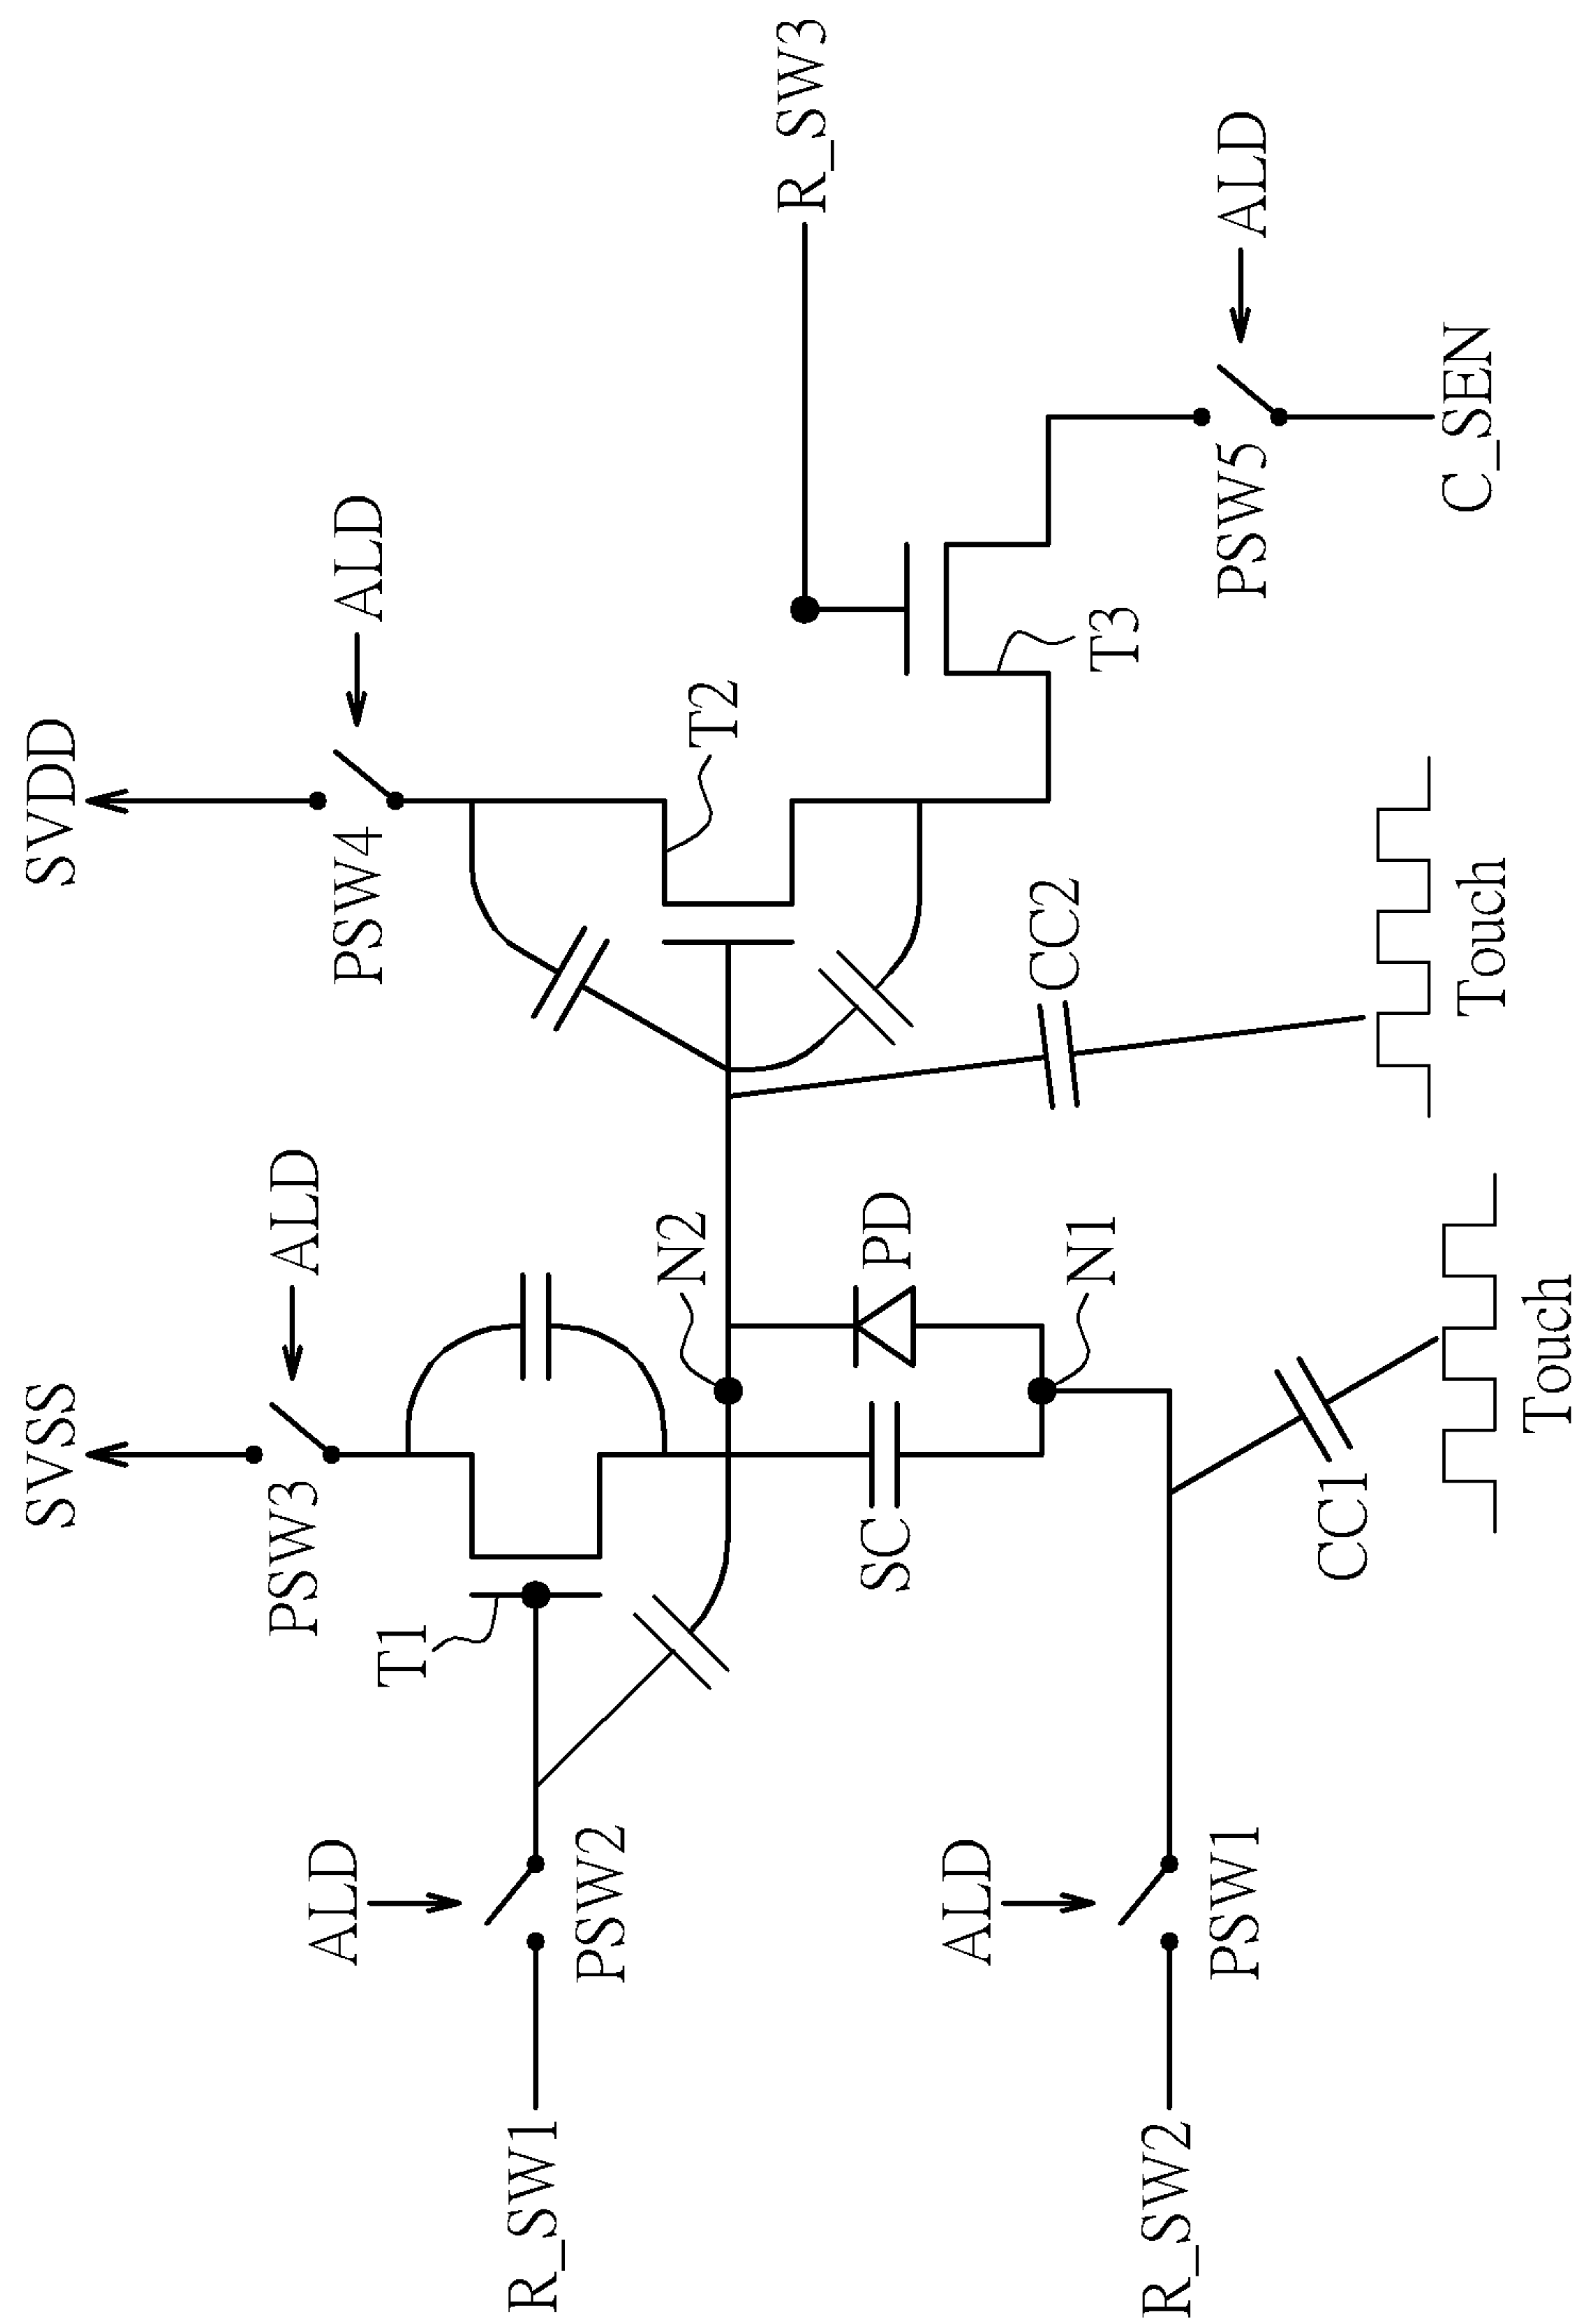 SVSS
SVDD
PSW3
ALD
PSW4
ALD
T1
T2
R_SW3
ALD
R_SW1
PSW2
N2
SC
PD
CC2
T3
N1
ALD
R_SW2
PSW1
CC1
Touch
Touch
PSW5
ALD
C_SEN